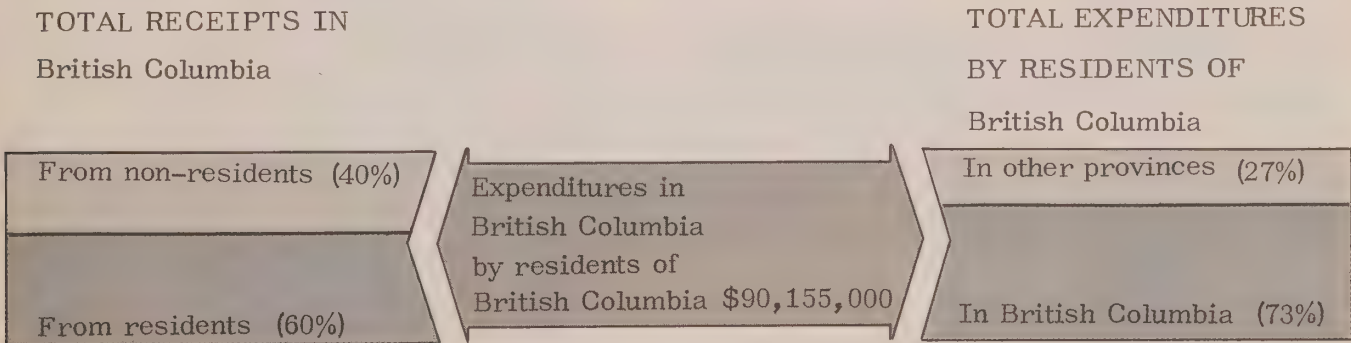 TOTAL RECEIPTS IN
British Columbia
TOTAL EXPENDITURES
BY RESIDENTS OF
British Columbia
From non-residents (40%)
From residents (60%)
Expenditures in
British Columbia
by residents of
British Columbia $90,155,000
In other provinces (27%)
In British Columbia (73%)